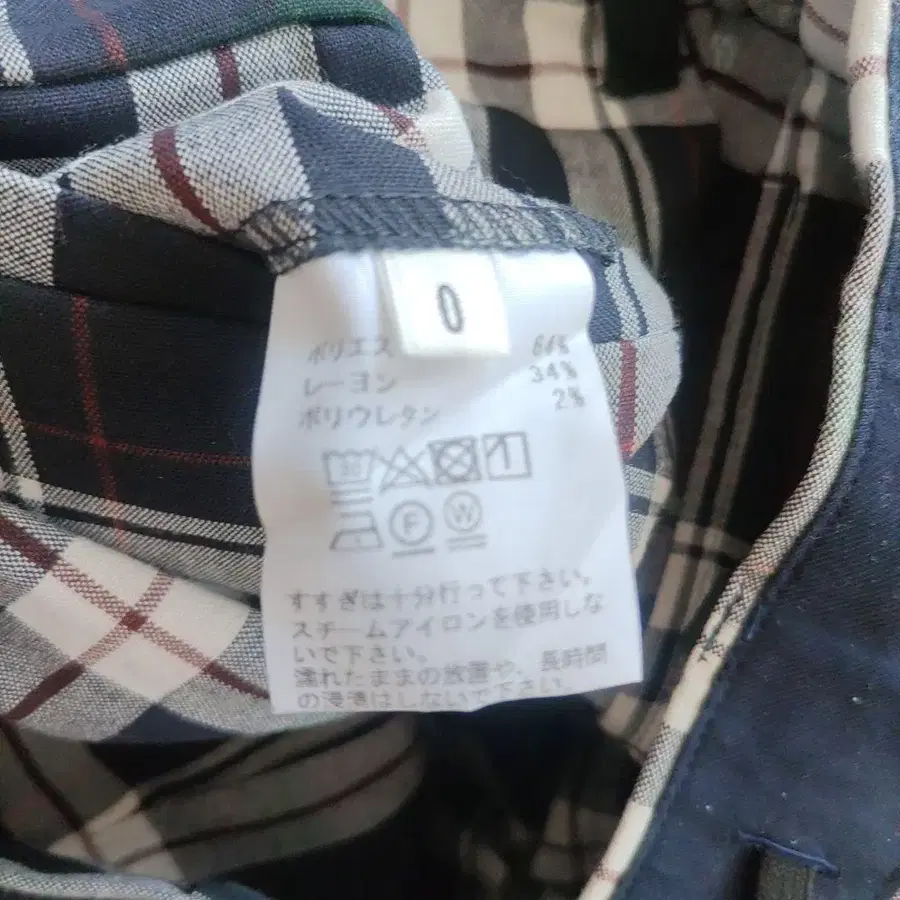 0
ポリエス 64%
レーヨン 34%
ポリウレタン 2%
30
F W
すすぎは十分行って下さい。
スチームアイロンを使用しな
いで下さい。
濡れたままの放置や、長時間
の浸漬はしないで下さい。